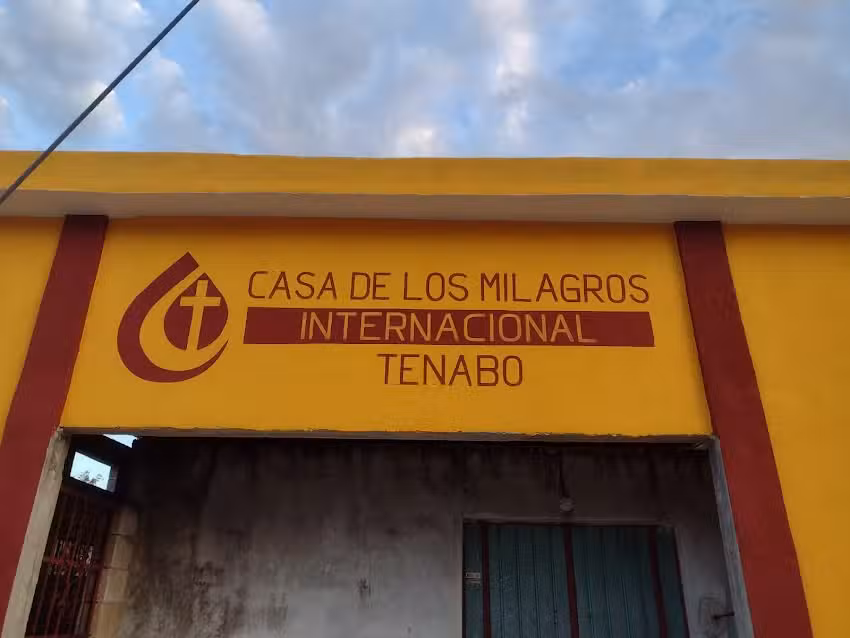 CASA DE LOS MILAGROS
INTERNACIONAL
TENABO